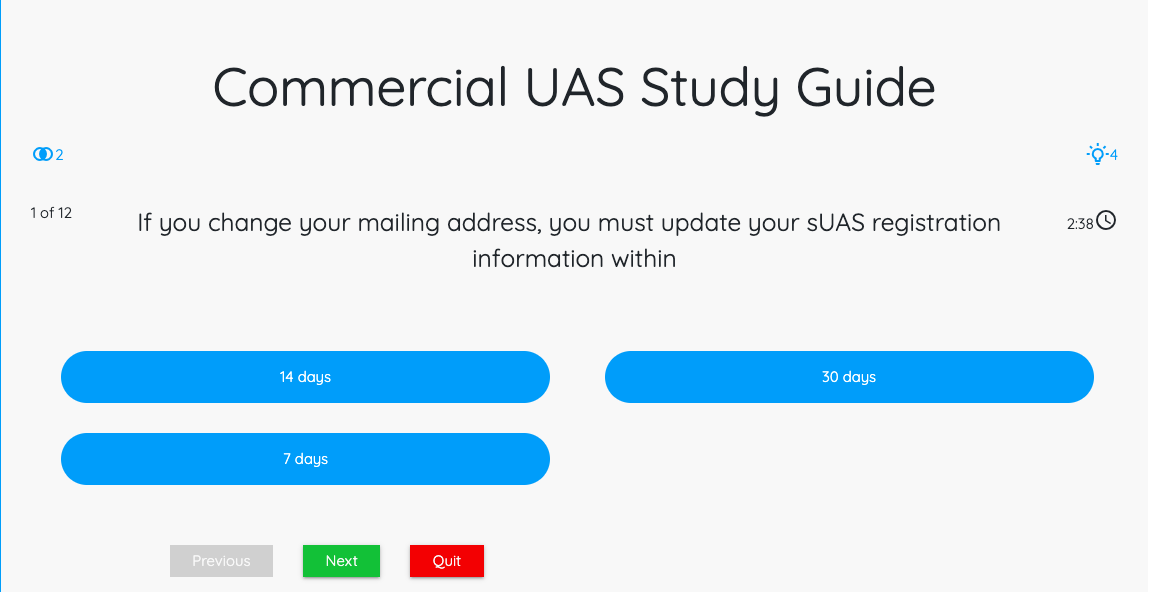 Commercial UAS Study Guide
2
4
1 of 12
If you change your mailing address, you must update your sUAS registration
information within
2:38
14 days
30 days
7 days
Previous
Next
Quit